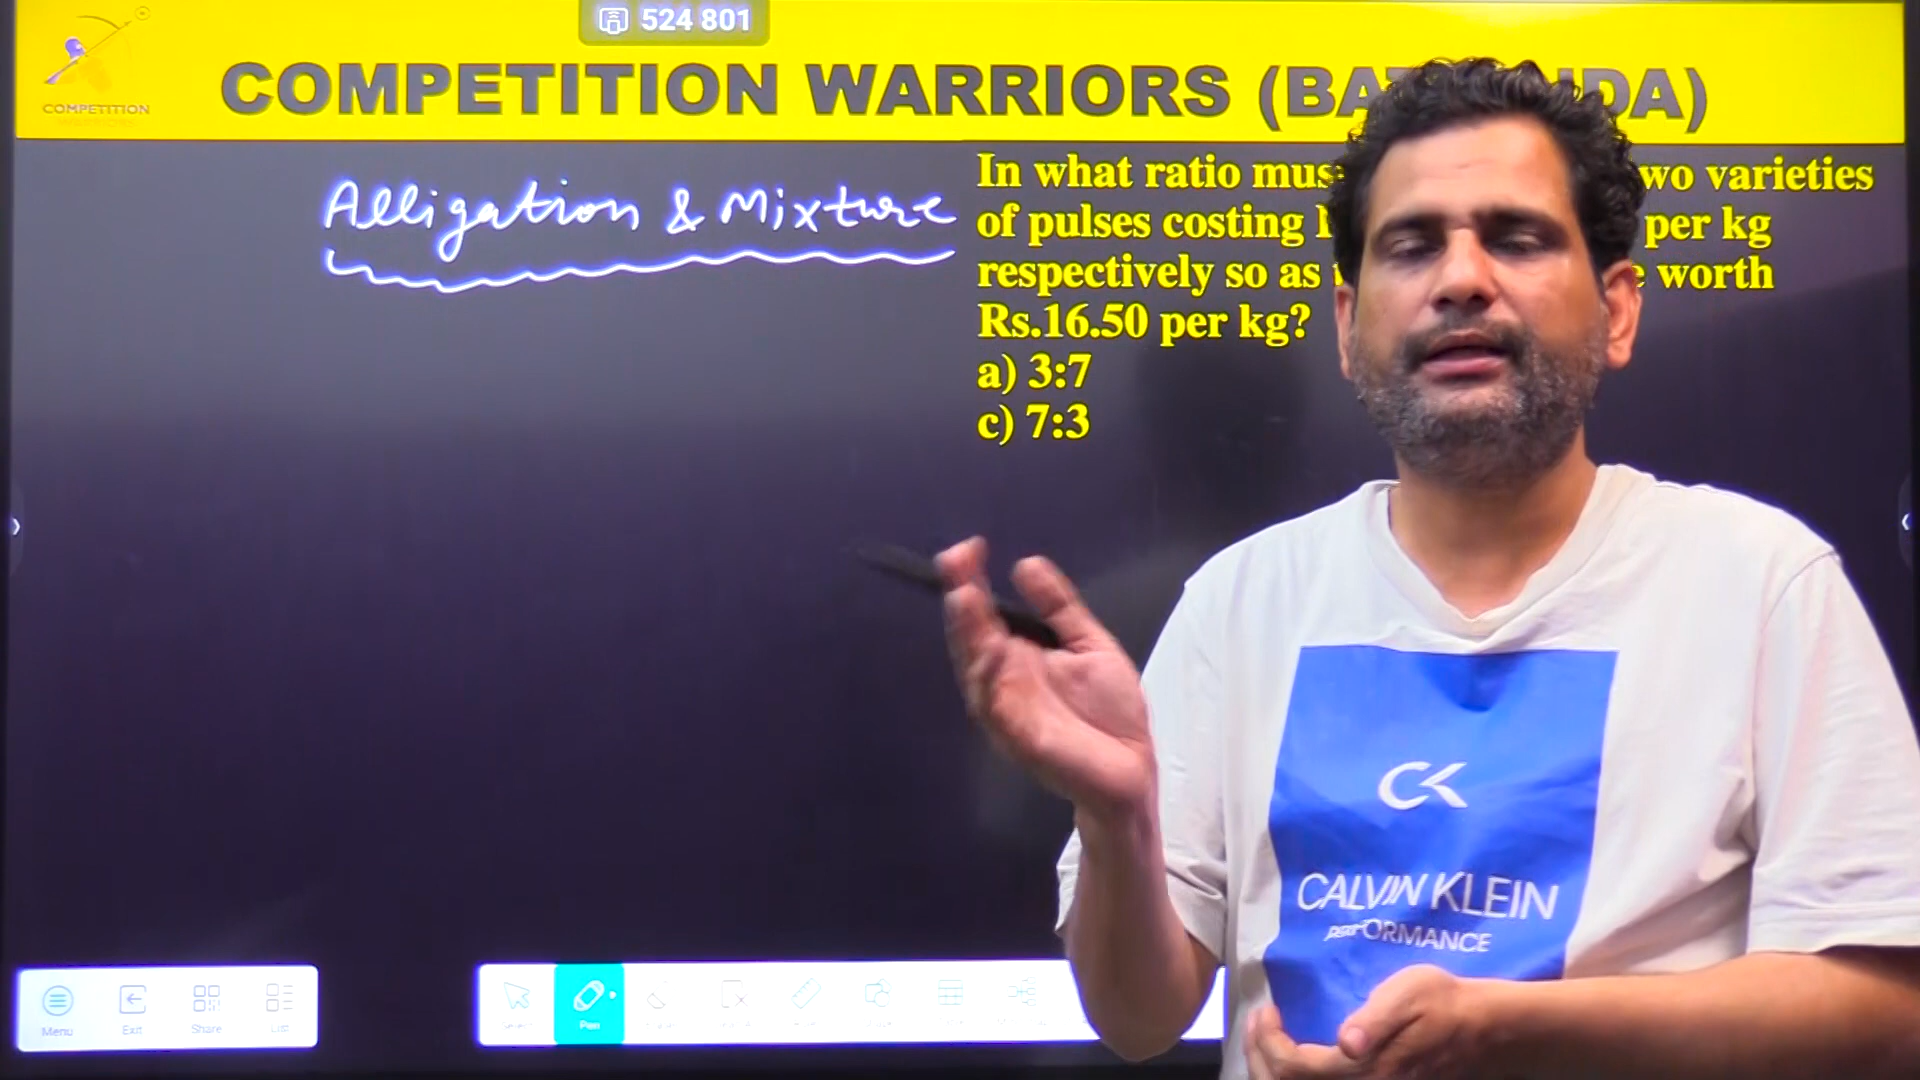 524 801
COMPETITION
COMPETITION WARRIORS (BA DA)
Alligation & Mixture
In what ratio varieties
of pulses costing per kg
respectively so as worth
Rs.16.50 per kg?
a) 3:7
c) 7:3
CK
CALVIN KLEIN
PERFORMANCE
Menu Exit Share List
Pen